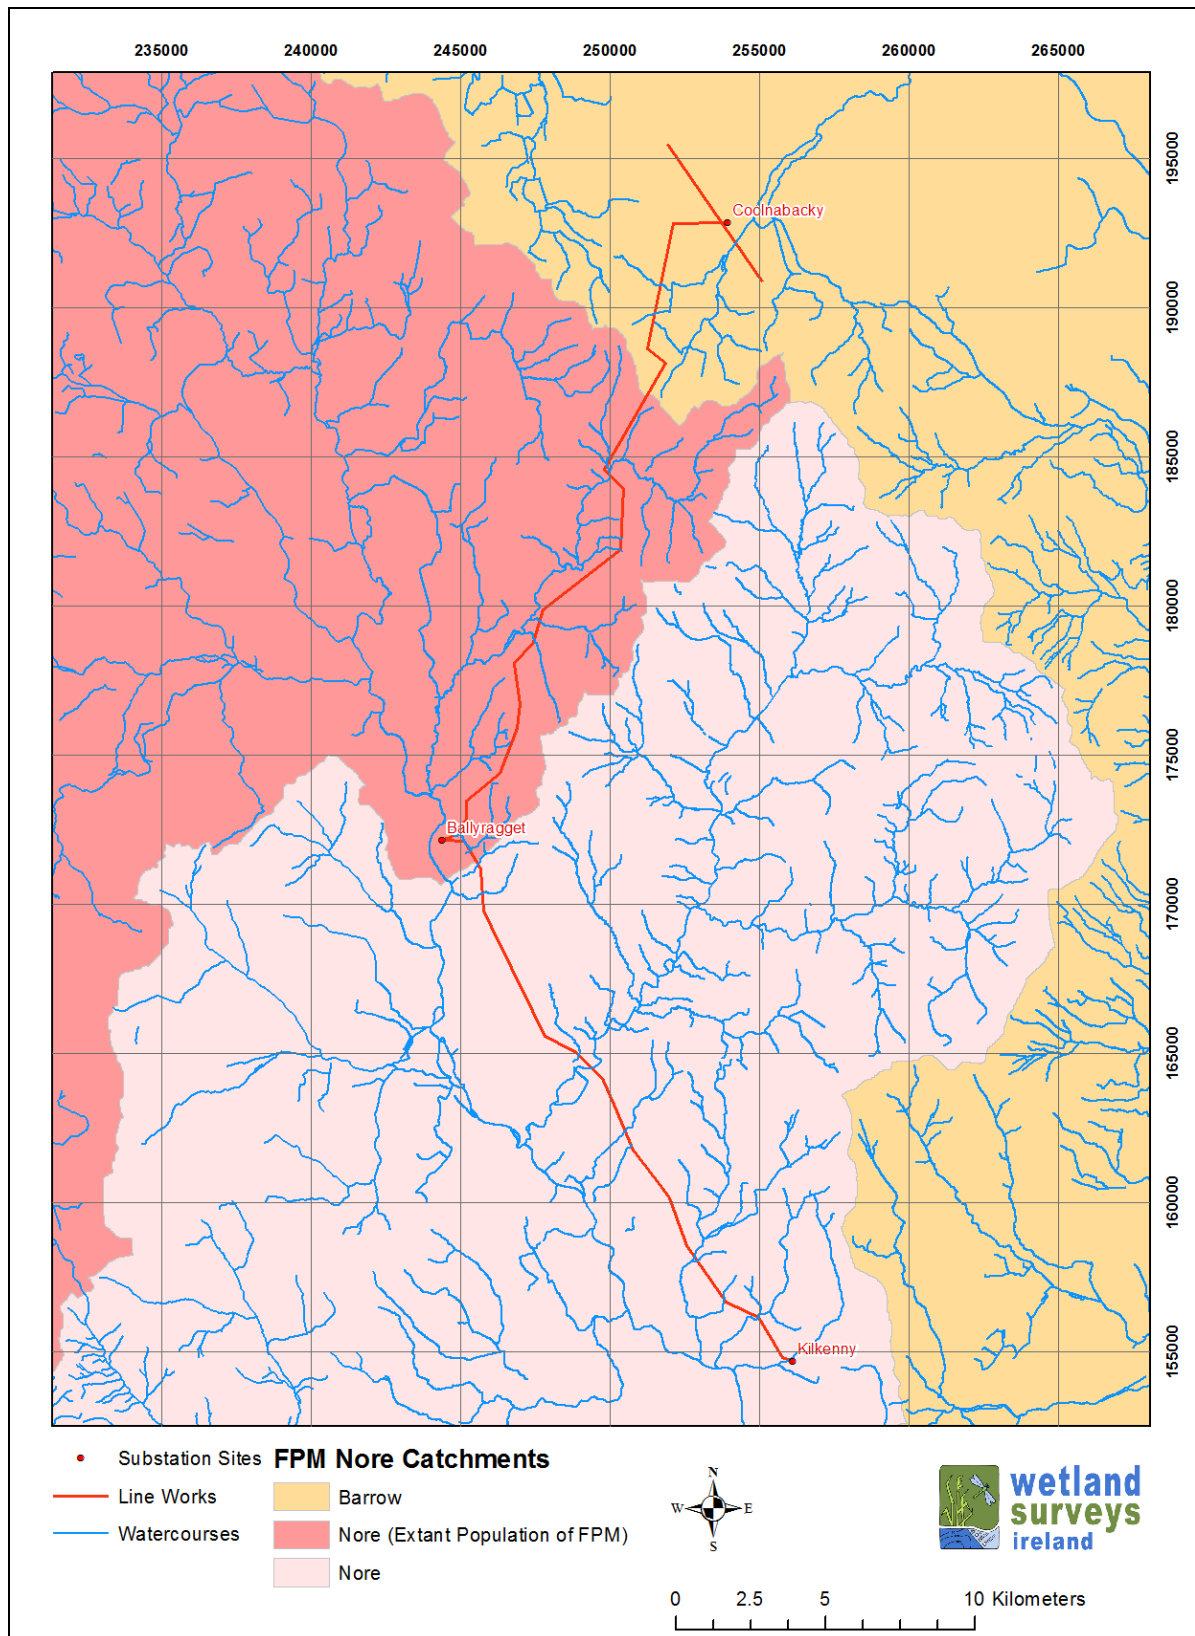 235000 240000 245000 250000 255000 260000 265000
195000
190000
185000
180000
175000
170000
165000
160000
155000
Coolnabacky
Ballyragget
Kilkenny
Substation Sites
Line Works
Watercourses
FPM Nore Catchments
Barrow
Nore (Extant Population of FPM)
Nore
N
W E
S
wetland
surveys
ireland
0 2.5 5 10 Kilometers